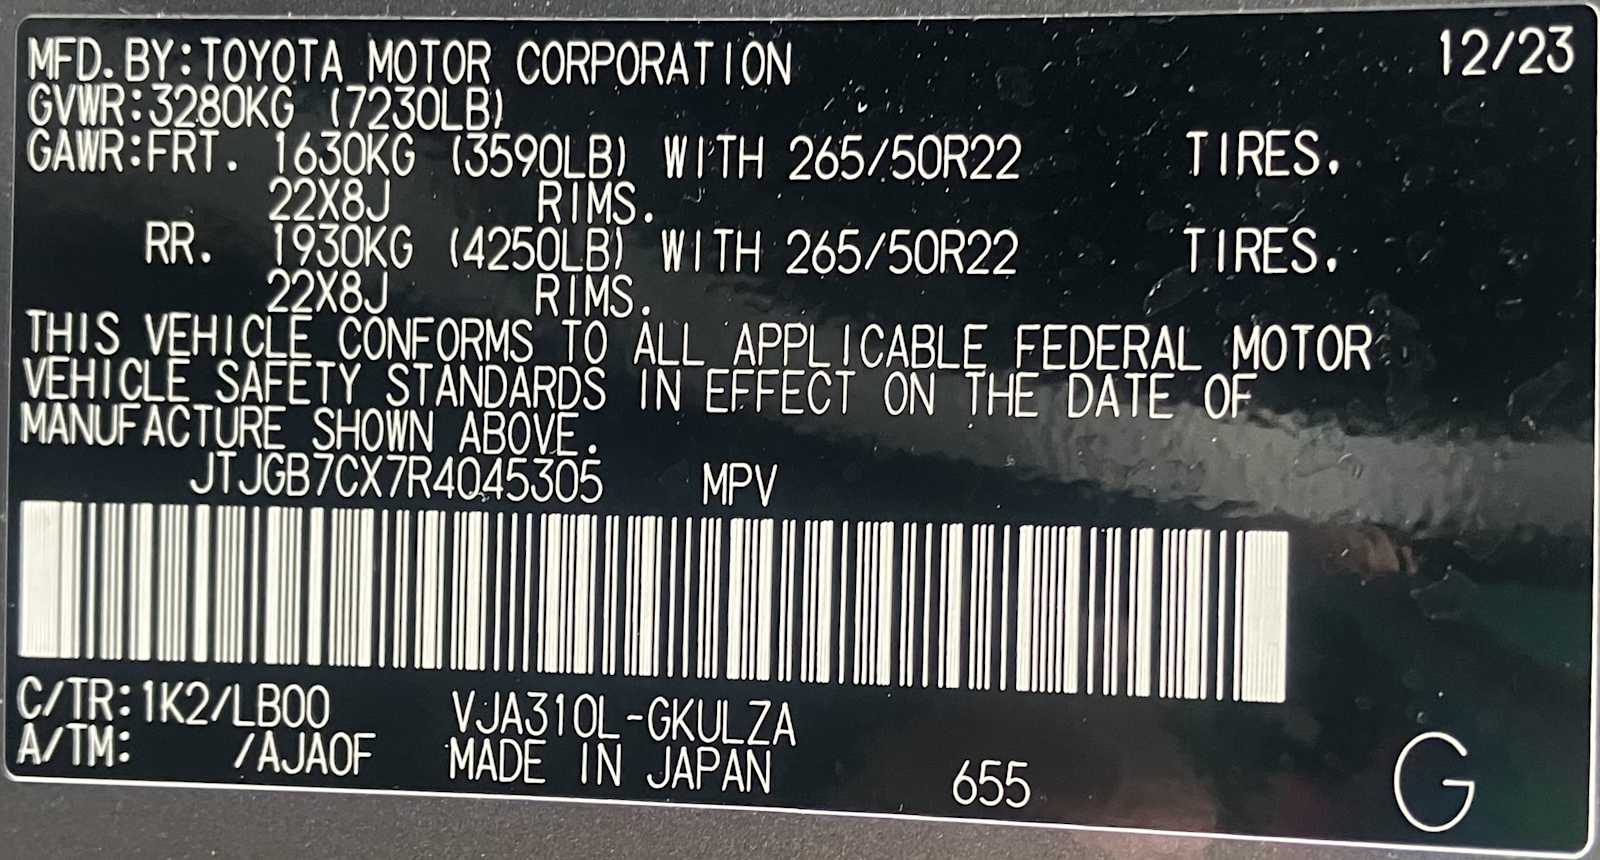 MFD.BY:TOYOTA MOTOR CORPORATION 12/23
GVWR:3280KG (7230LB)
GAWR:FRT. 1630KG (3590LB) WITH 265/50R22 TIRES.
22X8J RIMS.
RR. 1930KG (4250LB) WITH 265/50R22 TIRES.
22X8J RIMS.
THIS VEHICLE CONFORMS TO ALL APPLICABLE FEDERAL MOTOR
VEHICLE SAFETY STANDARDS IN EFFECT ON THE DATE OF
MANUFACTURE SHOWN ABOVE.
JTJGB7CX7R4045305 MPV
C/TR:1K2/LB00 VJA310L-GKULZA
A/TM: /AJA0F MADE IN JAPAN 655 G